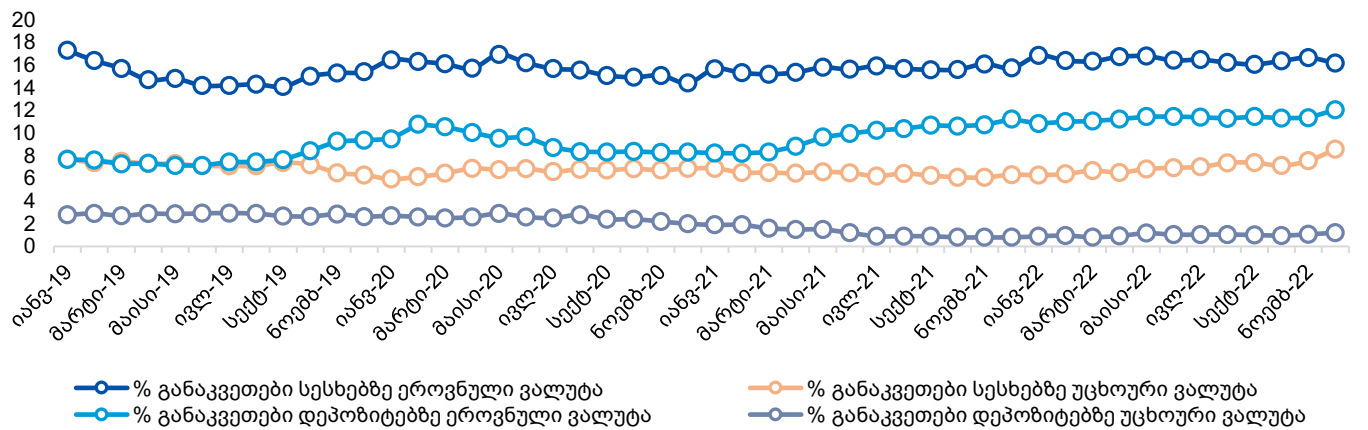 20
18
16
14
12
10
8
6
4
2
0
იანვ-19
მარტი-19
მაისი-19
ივლ-19
სექტ-19
ნოემბ-19
იანვ-20
მარტი-20
მაისი-20
ივლ-20
სექტ-20
ნოემბ-20
იანვ-21
მარტი-21
მაისი-21
ივლ-21
სექტ-21
ნოემბ-21
იანვ-22
მარტი-22
მაისი-22
ივლ-22
სექტ-22
ნოემბ-22
% განაკვეთები სესხებზე ეროვნული ვალუტა
% განაკვეთები სესხებზე უცხოური ვალუტა
% განაკვეთები დეპოზიტებზე ეროვნული ვალუტა
% განაკვეთები დეპოზიტებზე უცხოური ვალუტა